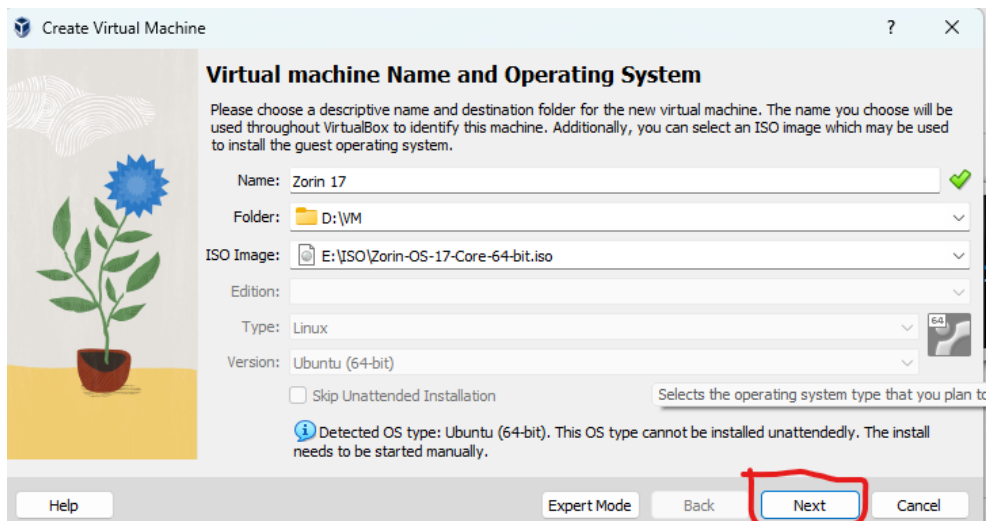 Create Virtual Machine
?
Virtual machine Name and Operating System
Please choose a descriptive name and destination folder for the new virtual machine. The name you choose will be
used throughout VirtualBox to identify this machine. Additionally, you can select an ISO image which may be used
to install the guest operating system.
Name: Zorin 17
Folder: D:\VM
ISO Image: E:\ISO\Zorin-OS-17-Core-64-bit.iso
Edition:
Type: Linux
64
Version: Ubuntu (64-bit)
Skip Unattended Installation
Selects the operating system type that you plan to
Detected OS type: Ubuntu (64-bit). This OS type cannot be installed unattendedly. The install
needs to be started manually.
Help Expert Mode Back Next Cancel